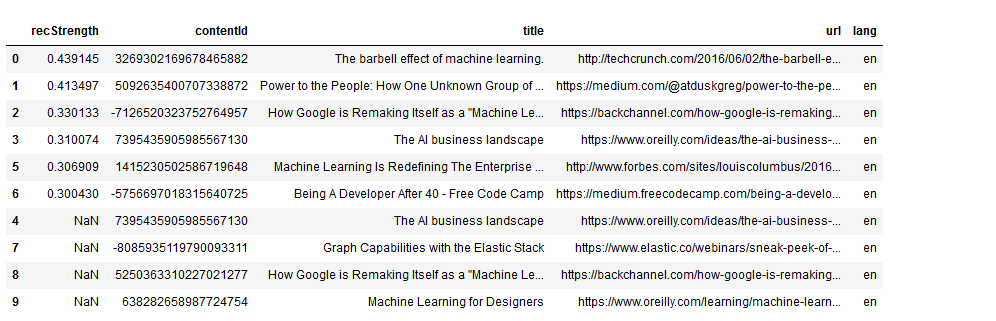 recStrength contentId title url lang
0 0.439145 3269302169678465882 The barbell effect of machine learning. http://techcrunch.com/2016/06/02/the-barbell-e... en
1 0.413497 5092635400707338872 Power to the People: How One Unknown Group of ... https://medium.com/@atduskgreg/power-to-the-pe... en
2 0.330133 -7126520323752764957 How Google is Remaking Itself as a "Machine Le... https://backchannel.com/how-google-is-remaking... en
3 0.310074 7395435905985567130 The AI business landscape https://www.oreilly.com/ideas/the-ai-business-... en
5 0.306909 1415230502586719648 Machine Learning Is Redefining The Enterprise ... http://www.forbes.com/sites/louiscolumbus/2016... en
6 0.300430 -5756697018315640725 Being A Developer After 40 - Free Code Camp https://medium.freecodecamp.com/being-a-develo... en
4 NaN 7395435905985567130 The AI business landscape https://www.oreilly.com/ideas/the-ai-business-... en
7 NaN -8085935119790093311 Graph Capabilities with the Elastic Stack https://www.elastic.co/webinars/sneak-peek-of-... en
8 NaN 5250363310227021277 How Google is Remaking Itself as a "Machine Le... https://backchannel.com/how-google-is-remaking... en
9 NaN 638282658987724754 Machine Learning for Designers https://www.oreilly.com/learning/machine-learn... en